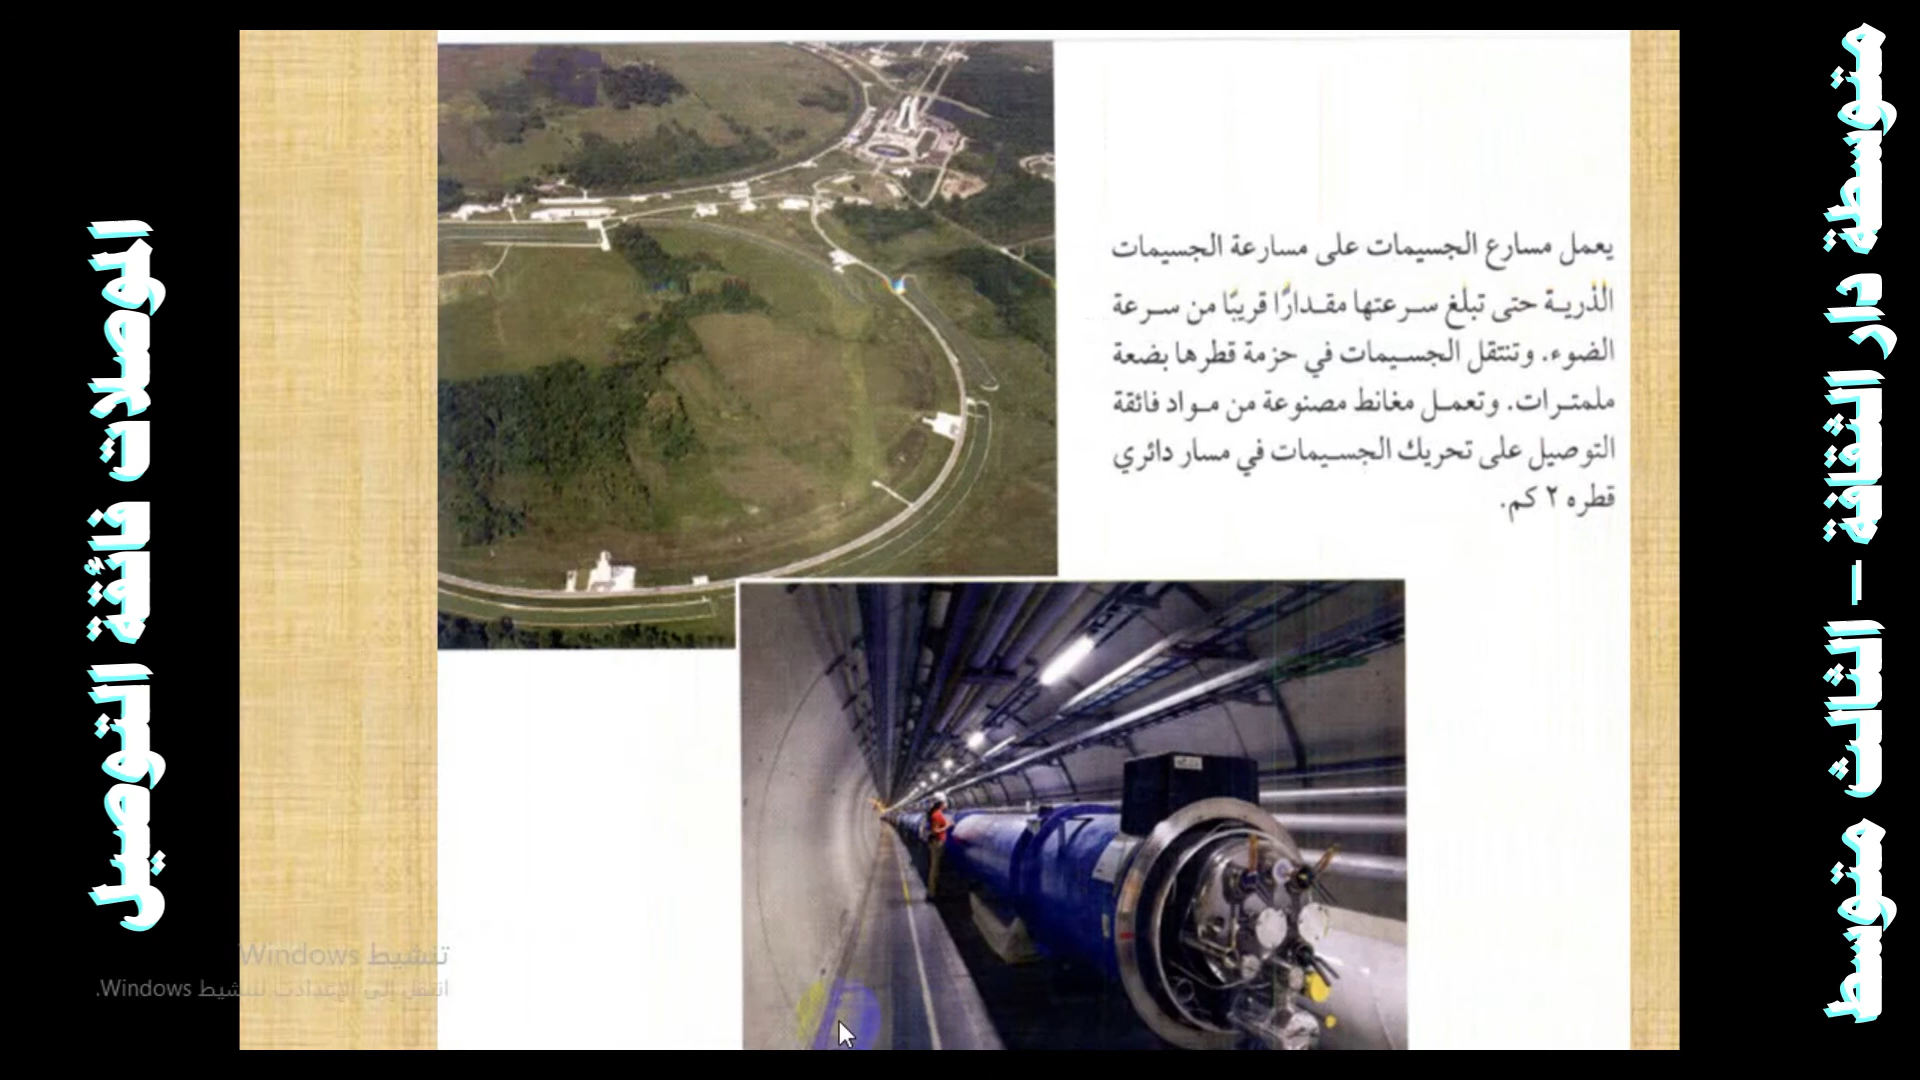 متوسطة دار الثقافة – الثالث متوسط
يعمل مسارع الجسيمات على مسارعة الجسيمات
الذرية حتى تبلغ سرعتها مقدارًا قريبًا من سرعة
الضوء. وتنتقل الجسيمات في حزمة قطرها بضعة
ملمترات. وتعمل مغانط مصنوعة من مواد فائقة
التوصيل على تحريك الجسيمات في مسار دائري
قطره ٢ كم.
الموصلات فائقة التوصيل
تنشيط Windows
انتقل إلى الإعدادات لتنشيط Windows.